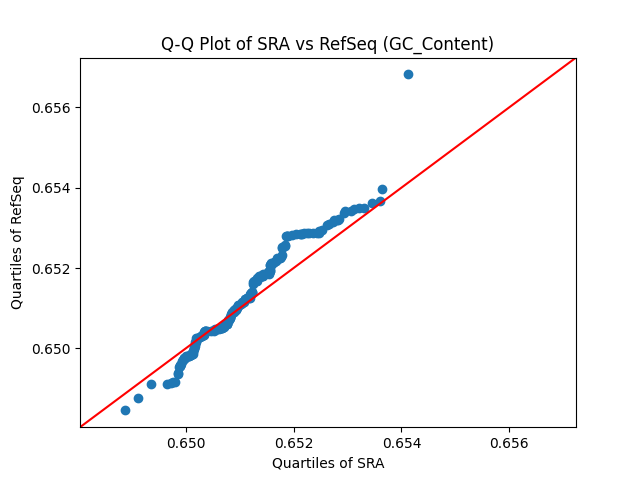 Q-Q Plot of SRA vs RefSeq (GC_Content)
Quartiles of RefSeq
0.656
0.654
0.652
0.650
0.650 0.652 0.654 0.656
Quartiles of SRA